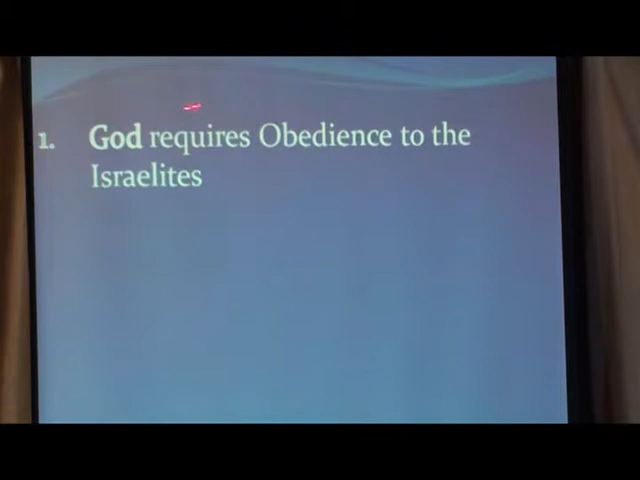 1. God requires Obedience to the
Israelites